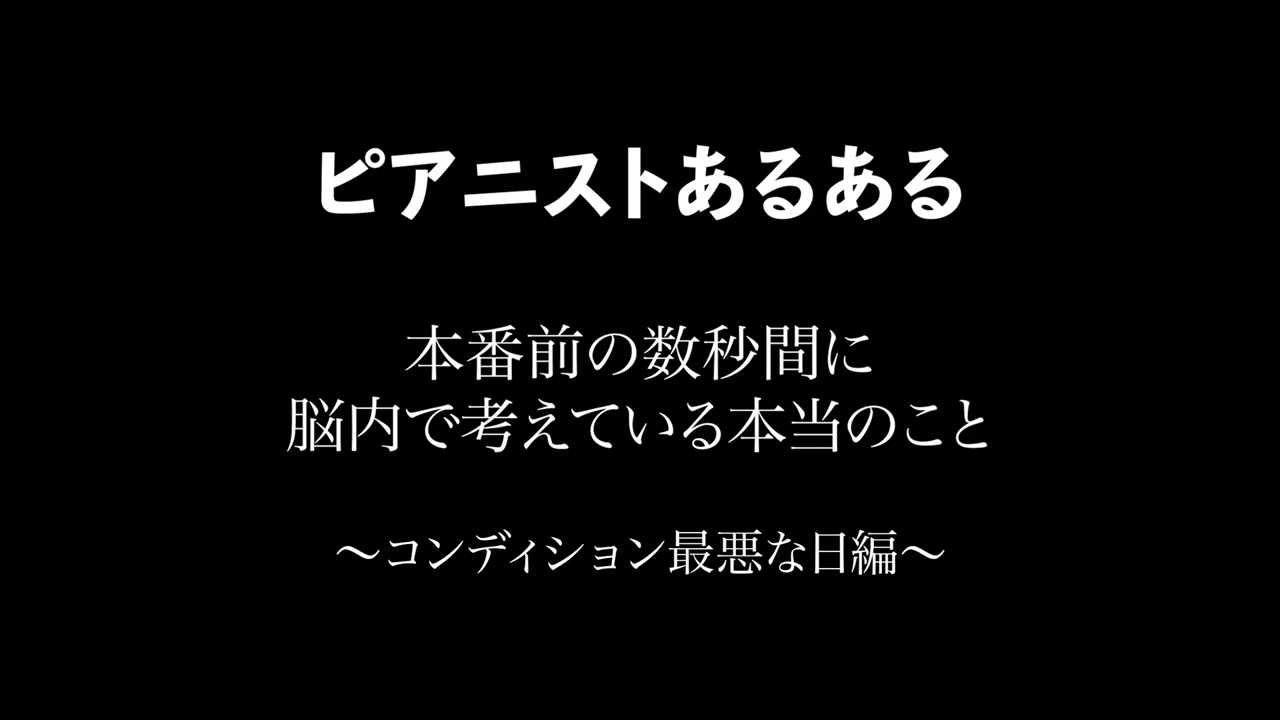 ピアニストあるある
本番前の数秒間に
脳内で考えている本当のこと
～コンディション最悪な日編～